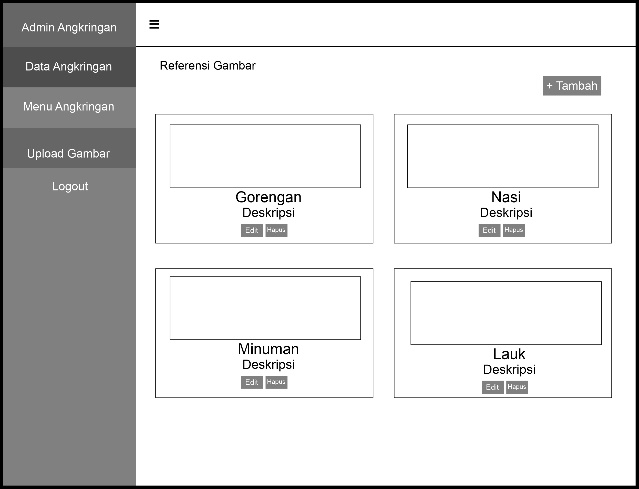 Admin Angkringan
Data Angkringan
Menu Angkringan
Upload Gambar
Logout
Referensi Gambar
+ Tambah
Gorengan
Deskripsi
Edit Hapus
Nasi
Deskripsi
Edit Hapus
Minuman
Deskripsi
Edit Hapus
Lauk
Deskripsi
Edit Hapus